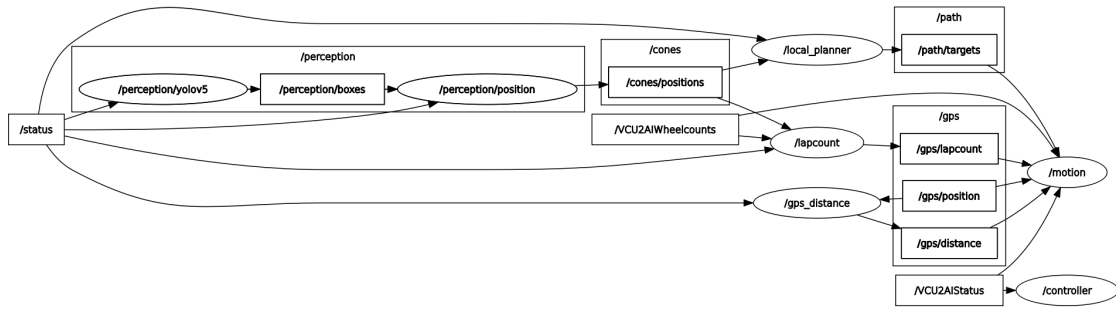 /path
/local_planner
/path/targets
/cones
/perception
/perception/yolov5
/perception/boxes
/perception/position
/cones/positions
/status
/VCU2AIWheelcounts
/gps
/lapcount
/gps/lapcount
/motion
/gps/position
/gps_distance
/gps/distance
/VCU2AIStatus
/controller